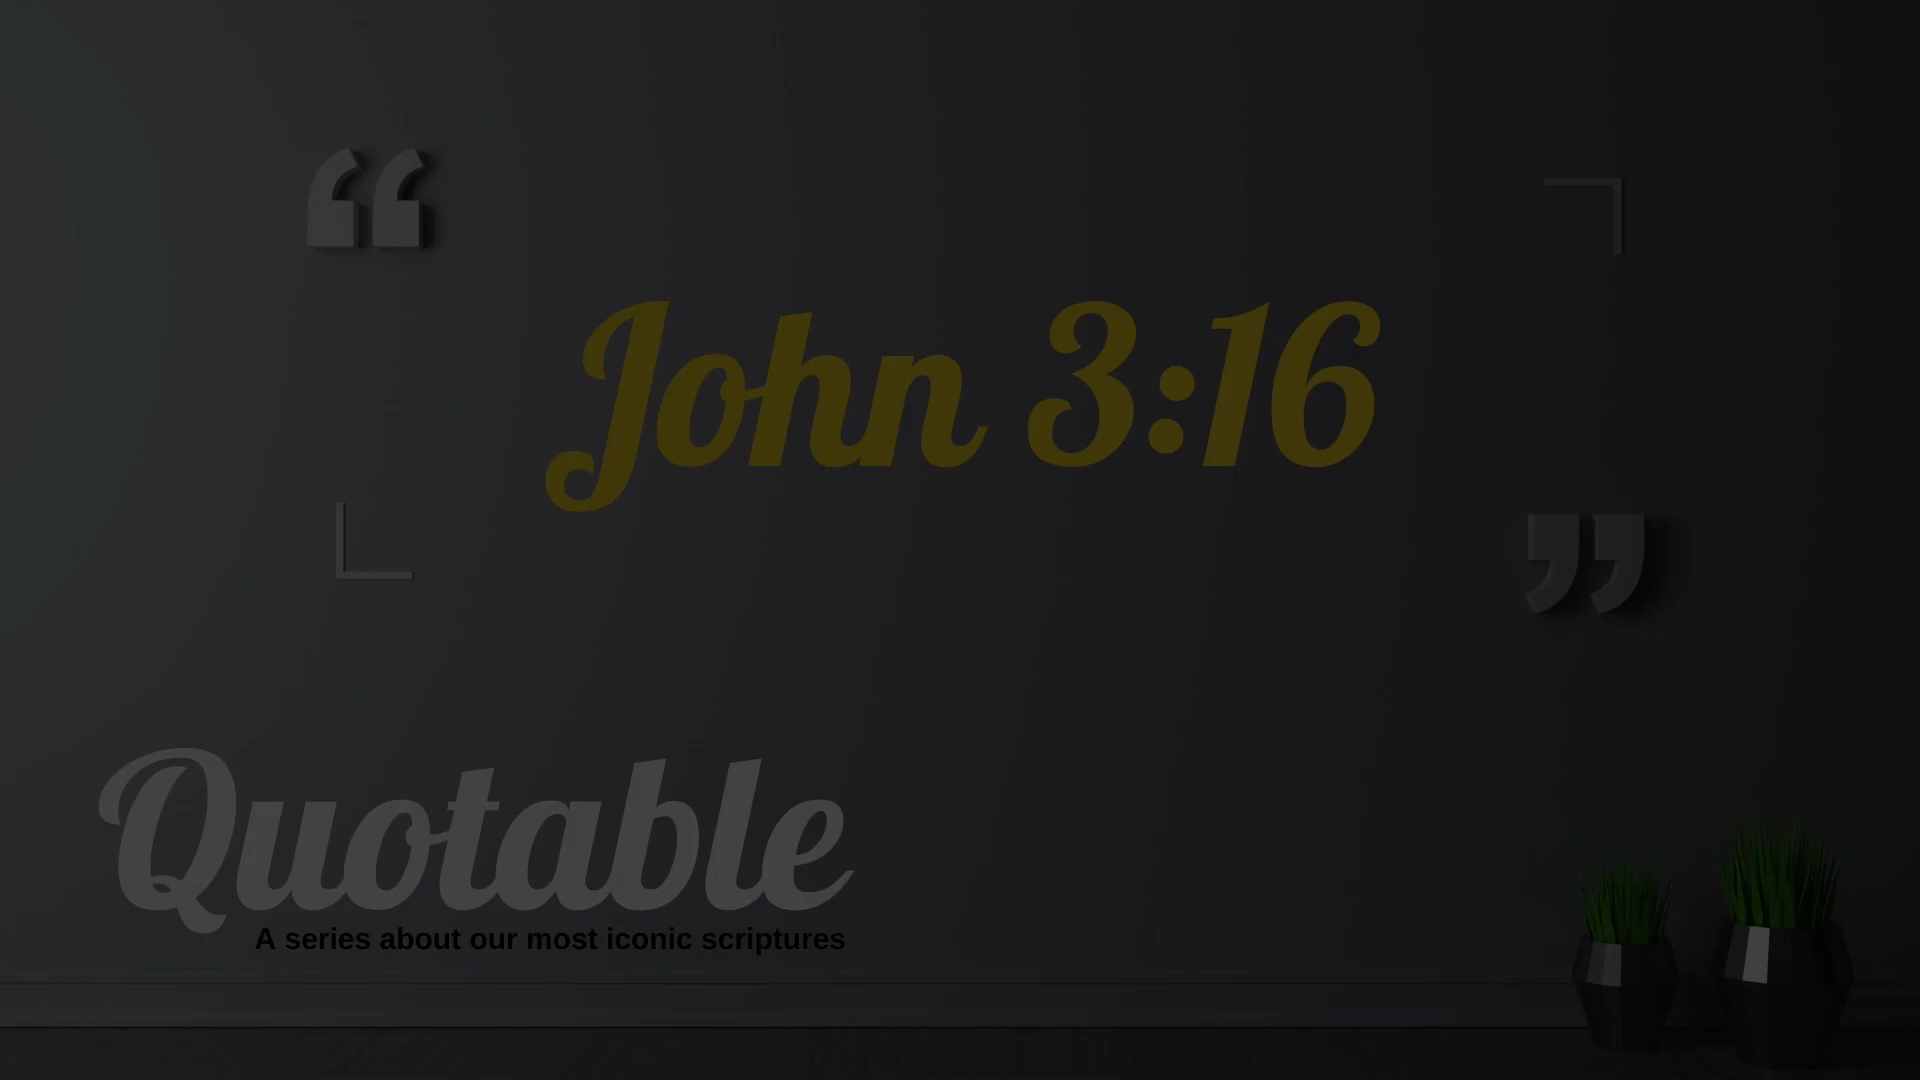 “
John 3:16
”
Quotable
A series about our most iconic scriptures